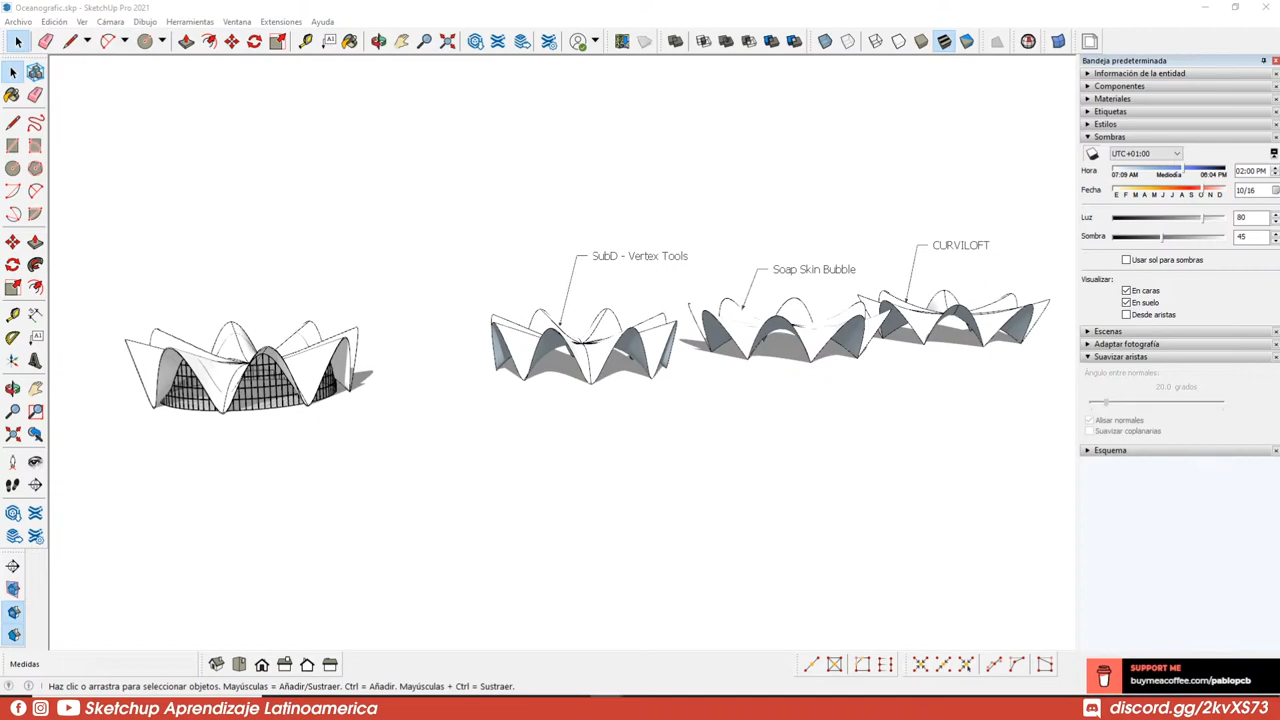 Oceanografic.skp - SketchUp Pro 2021
Archivo Edición Ver Cámara Dibujo Herramientas Ventana Extensiones Ayuda
Bandeja predeterminada
Información de la entidad
Componentes
Materiales
Etiquetas
Estilos
Sombras
UTC+01:00
Hora 07:09 AM Mediodía 06:04 PM 02:00 PM
Fecha E F M A M J J A S O N D 10/16
Luz 80
Sombra 45
Usar sol para sombras
Visualizar:
En caras
En suelo
Desde aristas
Escenas
Adaptar fotografía
Suavizar aristas
Ángulo entre normales:
20.0 grados
Alisar normales
Suavizar coplanarias
Esquema
SubD - Vertex Tools
Soap Skin Bubble
CURVILOFT
Medidas
Haz clic o arrastra para seleccionar objetos. Mayúsculas = Añadir/Sustraer. Ctrl = Añadir. Mayúsculas + Ctrl = Sustraer.
SUPPORT ME
buymeacoffee.com/pablopcb
Sketchup Aprendizaje Latinoamerica
discord.gg/2kvXS73